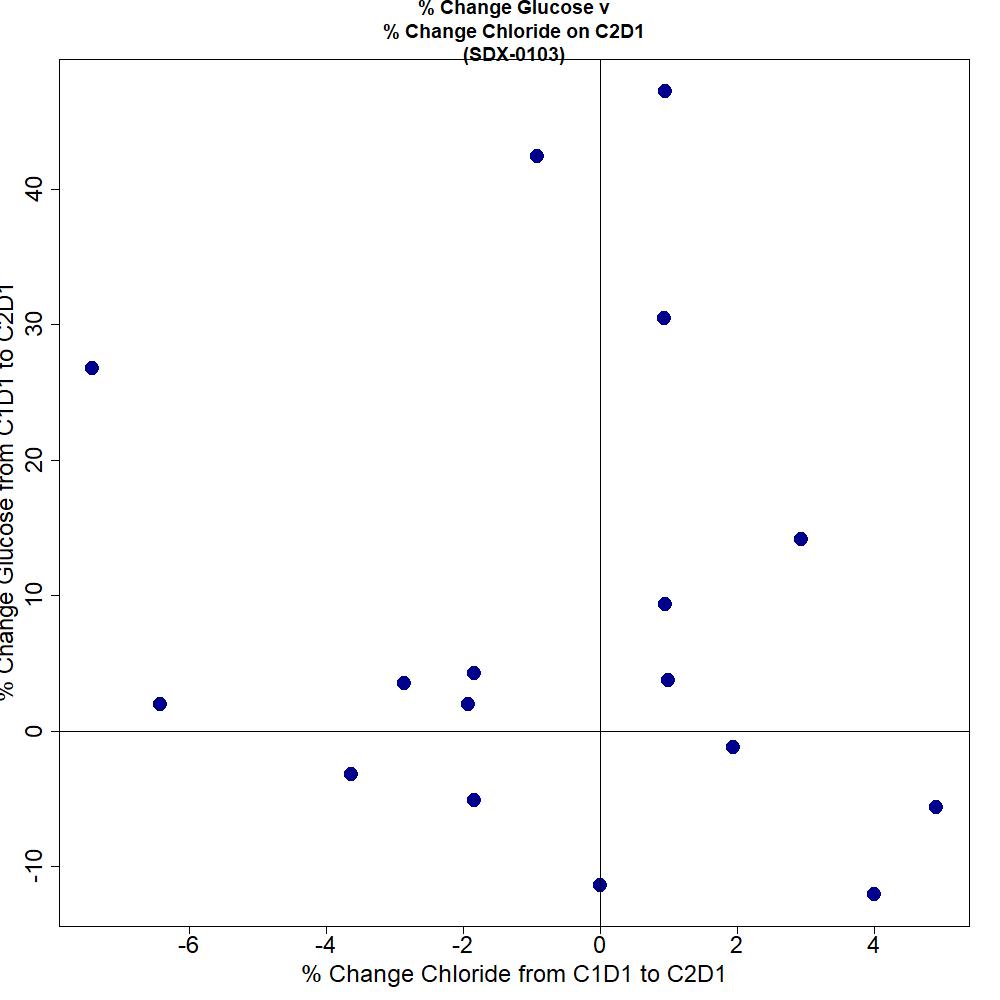 % Change Glucose v
% Change Chloride on C2D1
(SDX-0103)
% Change Glucose from C1D1 to C2D1
40
30
20
10
0
-10
-6
-4
-2
0
2
4
% Change Chloride from C1D1 to C2D1